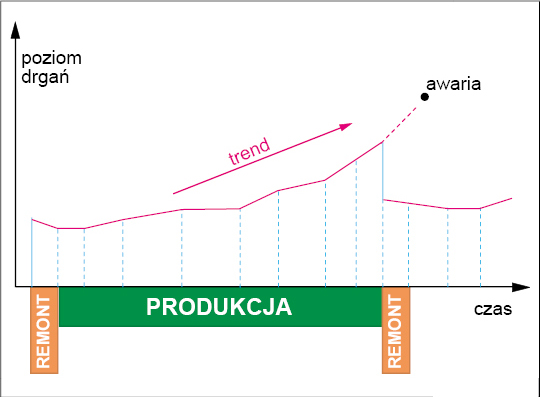 poziom
drgań
awaria
trend
PRODUKCJA
czas
REMONT
REMONT